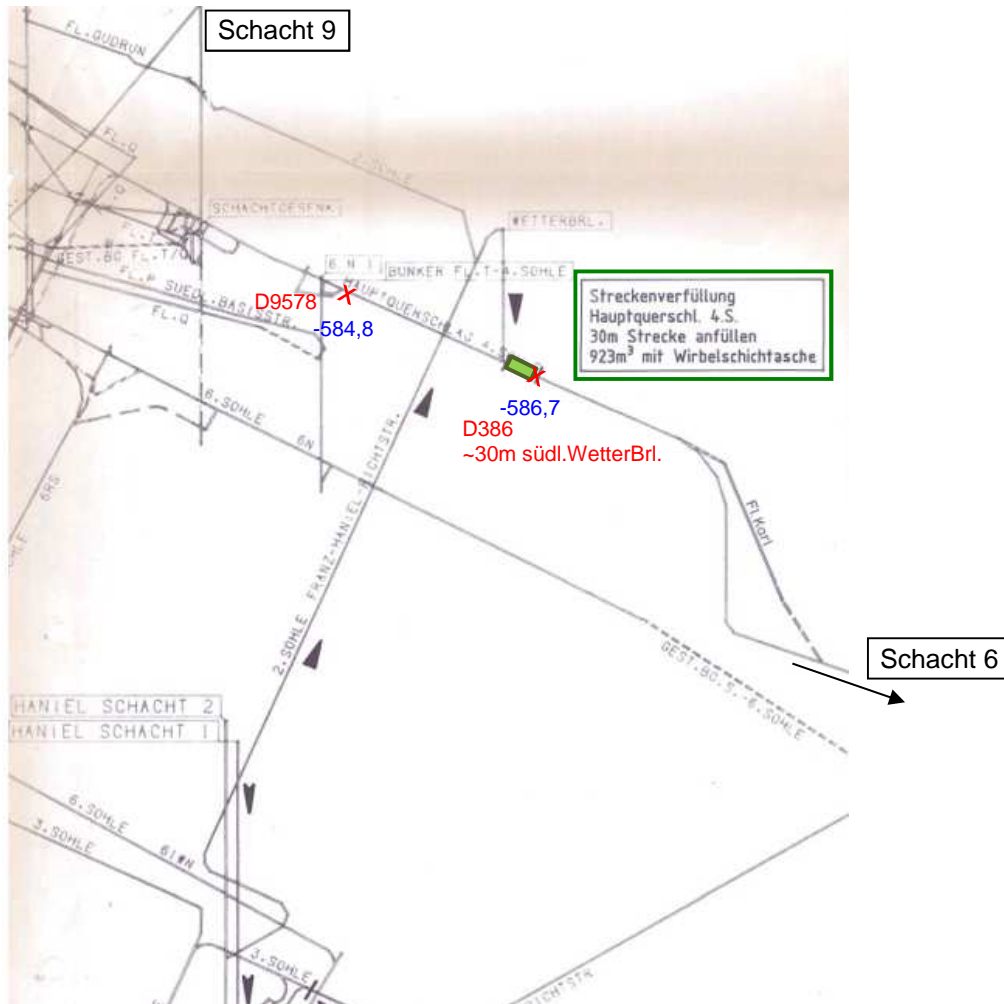 Schacht 9
FL.GUDRUN
2.SOHLE
FL.Q
SCHACHTGESENK
WETTERBRL.
FL.T
GEST.BG FL.T/Q
6 N 1
BUNKER FL.T-4.SOHLE
FL.P SUEDL.BASISSTR.
FL.Q
D9578
-584,8
HAUPTQUERSCHLAG 4.S
Streckenverfüllung
Hauptquerschl. 4.S.
30m Strecke anfüllen
923m³ mit Wirbelschichtasche
-586,7
D386
~30m südl.WetterBrl.
6.SOHLE
6N
6RS
2.SOHLE FRANZ-HANIEL-RICHTSTR.
Fl.Karl
Schacht 6
GEST.BG.S.-6.SOHLE
HANIEL SCHACHT 2
HANIEL SCHACHT 1
6.SOHLE
3.SOHLE
3.SOHLE